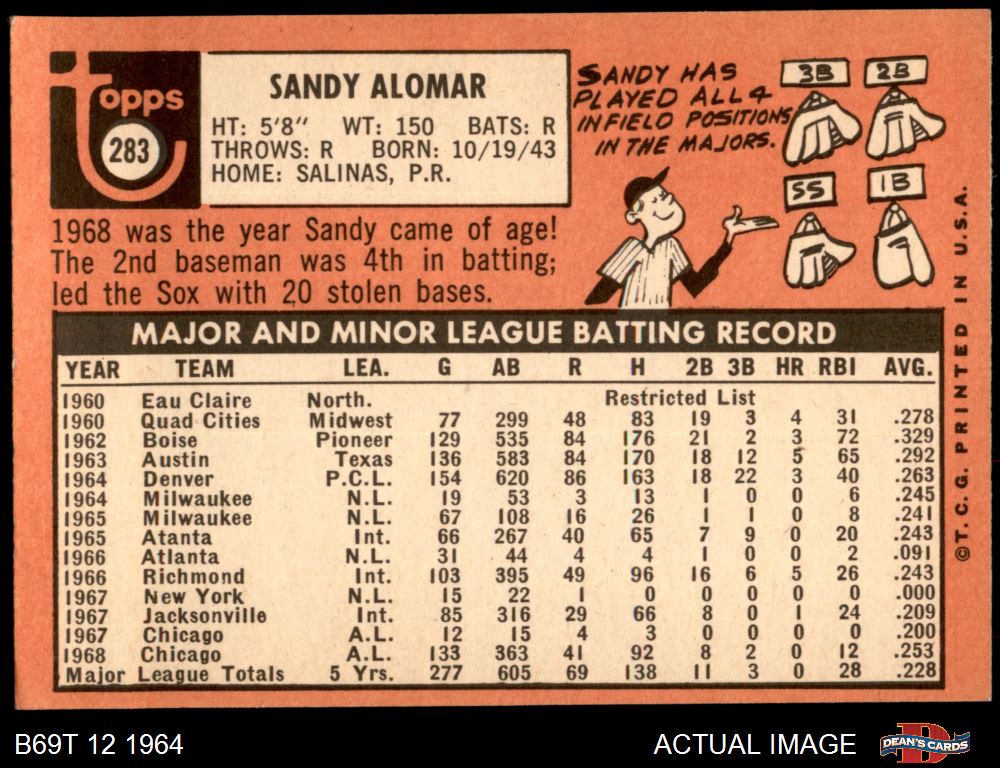 topps
283
SANDY ALOMAR
HT: 5'8" WT: 150 BATS: R
THROWS: R BORN: 10/19/43
HOME: SALINAS, P.R.
SANDY HAS
PLAYED ALL 4
INFIELD POSITIONS
IN THE MAJORS.
3B 2B
SS 1B
1968 was the year Sandy came of age!
The 2nd baseman was 4th in batting;
led the Sox with 20 stolen bases.
MAJOR AND MINOR LEAGUE BATTING RECORD
YEAR TEAM LEA. G AB R H 2B 3B HR RBI AVG.
1960 Eau Claire North. Restricted List
1960 Quad Cities Midwest 77 299 48 83 19 3 4 31 .278
1962 Boise Pioneer 129 535 84 176 21 2 3 72 .329
1963 Austin Texas 136 583 84 170 18 12 5 65 .292
1964 Denver P.C.L. 154 620 86 163 18 22 3 40 .263
1964 Milwaukee N.L. 19 53 3 13 1 0 0 6 .245
1965 Milwaukee N.L. 67 108 16 26 1 1 0 8 .241
1965 Atanta Int. 66 267 40 65 7 9 0 20 .243
1966 Atlanta N.L. 31 44 4 4 1 0 0 2 .091
1966 Richmond Int. 103 395 49 96 16 6 5 26 .243
1967 New York N.L. 15 22 1 0 0 0 0 0 .000
1967 Jacksonville Int. 85 316 29 66 8 0 1 24 .209
1967 Chicago A.L. 12 15 4 3 0 0 0 0 .200
1968 Chicago A.L. 133 363 41 92 8 2 0 12 .253
Major League Totals 5 Yrs. 277 605 69 138 11 3 0 28 .228
©T.C.G. PRINTED IN U.S.A.
B69T 12 1964
ACTUAL IMAGE
D
DEAN'S CARDS